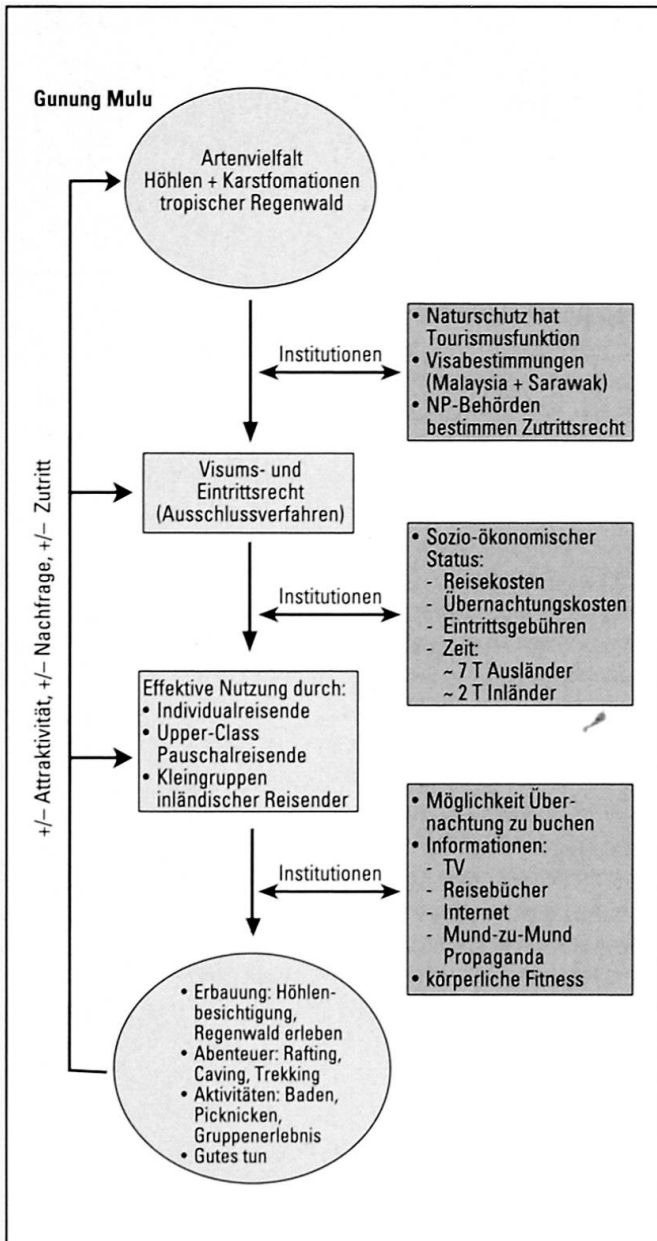 Gunung Mulu
Artenvielfalt
Höhlen + Karstfomationen
tropischer Regenwald
Institutionen
• Naturschutz hat
Tourismusfunktion
• Visabestimmungen
(Malaysia + Sarawak)
• NP-Behörden
bestimmen Zutrittsrecht
Visums- und
Eintrittsrecht
(Ausschlussverfahren)
Institutionen
• Sozio-ökonomischer
Status:
- Reisekosten
- Übernachtungskosten
- Eintrittsgebühren
- Zeit:
~ 7 T Ausländer
~ 2 T Inländer
Effektive Nutzung durch:
• Individualreisende
• Upper-Class
Pauschalreisende
• Kleingruppen
inländischer Reisender
Institutionen
• Möglichkeit Über-
nachtung zu buchen
• Informationen:
- TV
- Reisebücher
- Internet
- Mund-zu-Mund
Propaganda
• körperliche Fitness
• Erbauung: Höhlen-
besichtigung,
Regenwald erleben
• Abenteuer: Rafting,
Caving, Trekking
• Aktivitäten: Baden,
Picknicken,
Gruppenerlebnis
• Gutes tun
+/– Attraktivität, +/– Nachfrage, +/– Zutritt